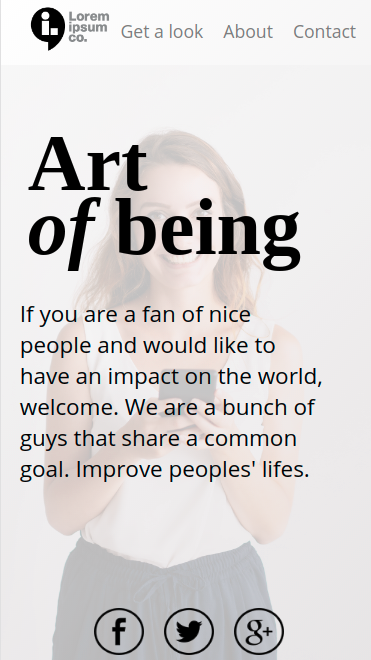 Lorem
ipsum
co.
Get a look About Contact
Art
of being
If you are a fan of nice
people and would like to
have an impact on the world,
welcome. We are a bunch of
guys that share a common
goal. Improve peoples' lifes.
f
g+